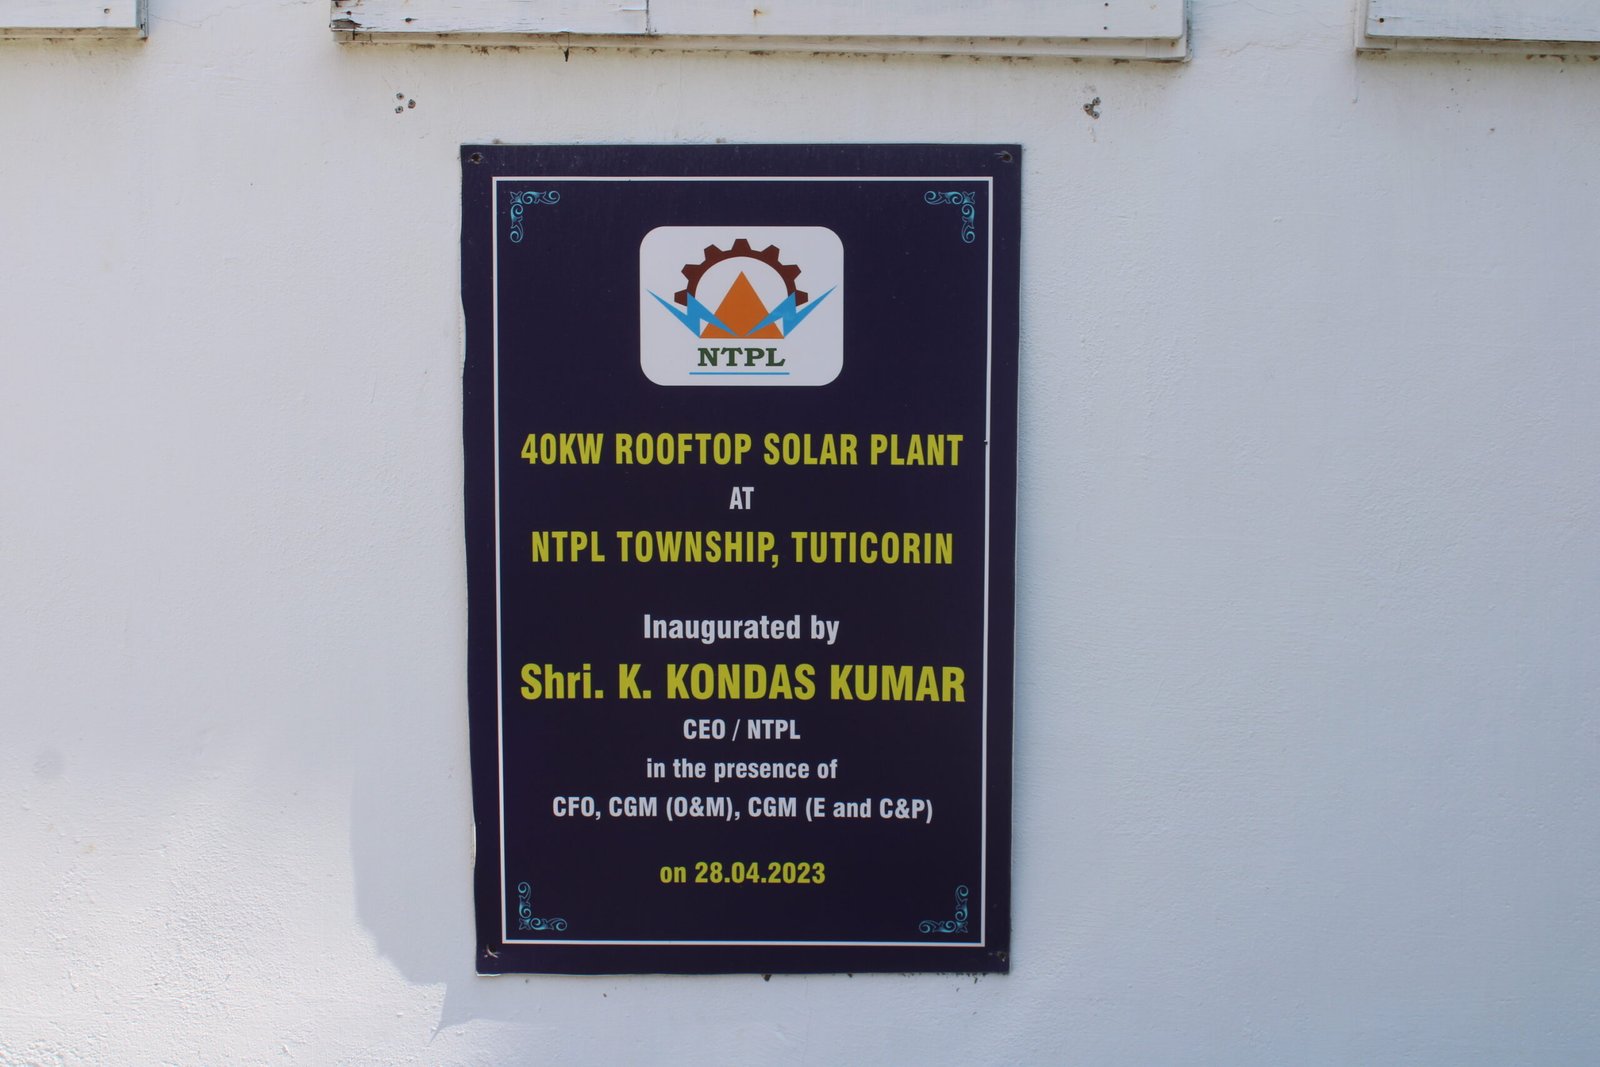 NTPL
40KW ROOFTOP SOLAR PLANT
AT
NTPL TOWNSHIP, TUTICORIN
Inaugurated by
Shri. K. KONDAS KUMAR
CEO / NTPL
in the presence of
CFO, CGM (O&M), CGM (E and C&P)
on 28.04.2023